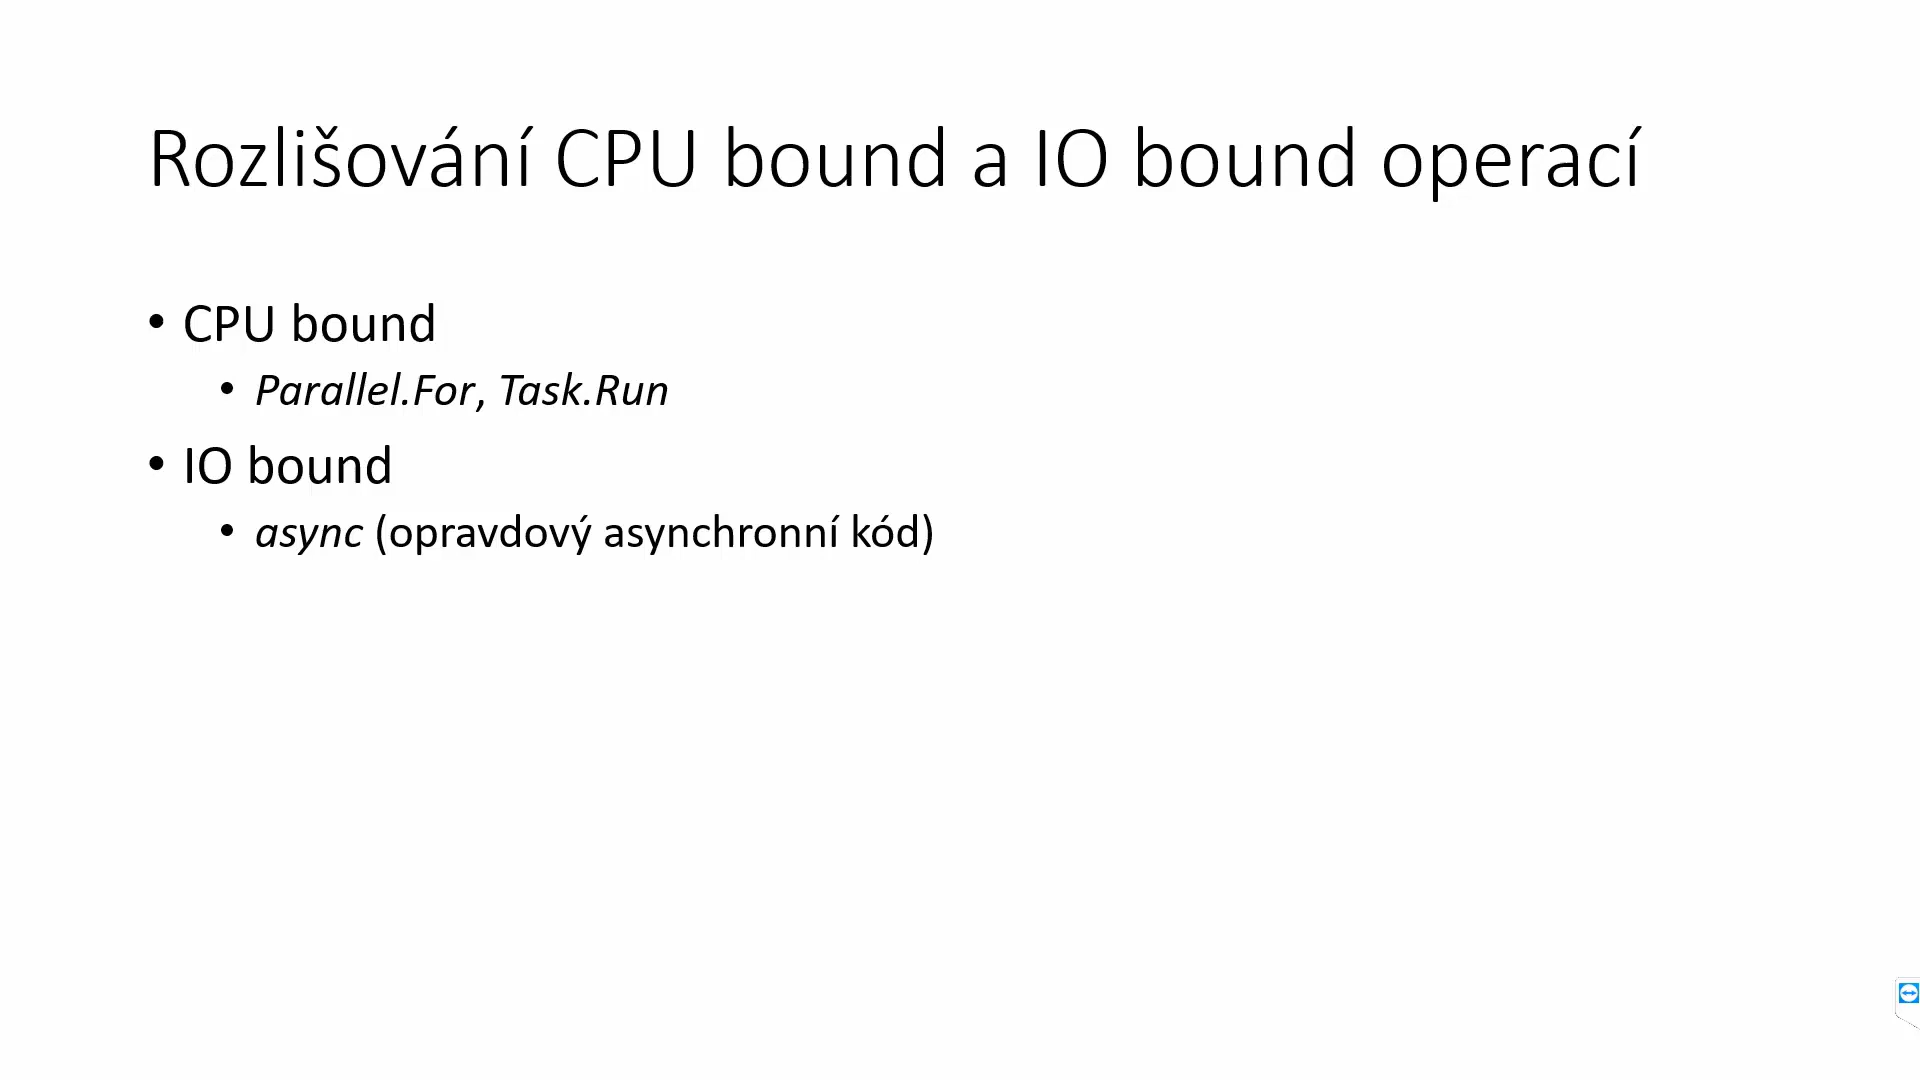 Rozlišování CPU bound a IO bound operací
• CPU bound
• Parallel.For, Task.Run
• IO bound
• async (opravdový asynchronní kód)